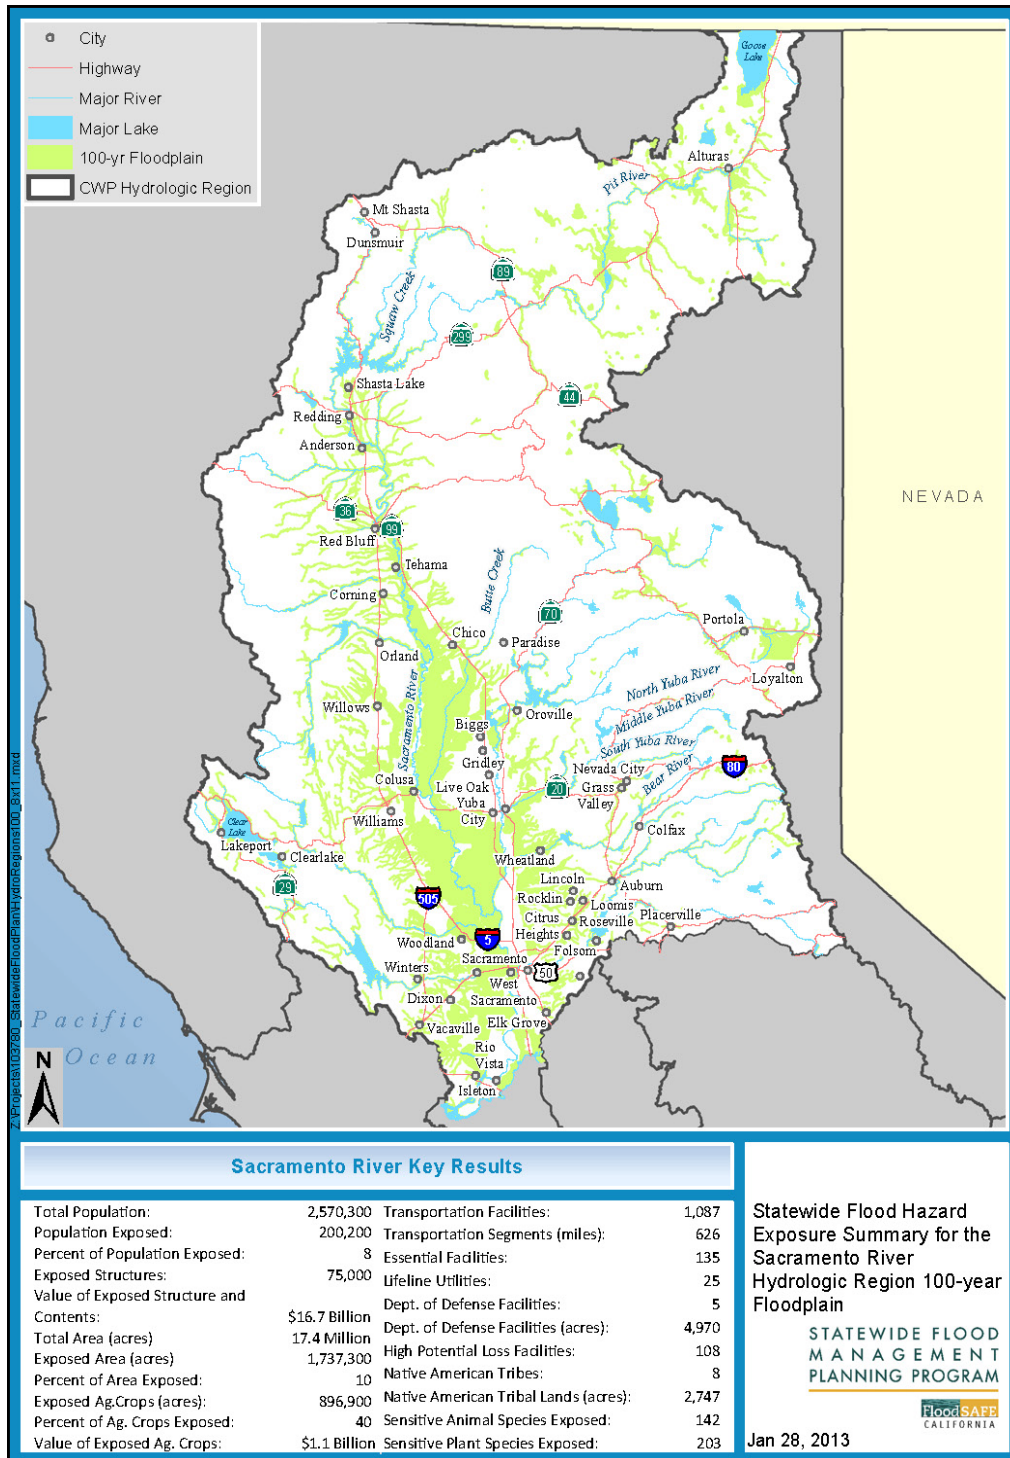 City
Highway
Major River
Major Lake
100-yr Floodplain
CWP Hydrologic Region
Goose
Lake
Alturas
Pit River
Mt Shasta
Dunsmuir
89
Squaw Creek
299
Shasta Lake
44
Redding
Anderson
NEVADA
36
99
Red Bluff
Tehama
Butte Creek
Corning
70
Portola
Chico
Paradise
Orland
Loyalton
North Yuba River
Sacramento River
Willows
Oroville
Middle Yuba River
Biggs
South Yuba River
Gridley
80
Nevada City
Bear River
Colusa
Live Oak
20
Grass
Valley
Yuba
City
Williams
Clear
Lake
Colfax
Lakeport
Clearlake
Wheatland
29
Lincoln
Auburn
505
Rocklin
Loomis
Citrus
Heights
Roseville
Placerville
Woodland
5
Folsom
Sacramento
50
Winters
West
Sacramento
Dixon
Elk Grove
Vacaville
Pacific
Ocean
Rio
Vista
N
Isleton
Z:\Projects\103780_StatewideFloodPlan\HydroRegions100_8x11.mxd
Sacramento River Key Results
Total Population: 2,570,300
Population Exposed: 200,200
Percent of Population Exposed: 8
Exposed Structures: 75,000
Value of Exposed Structure and
Contents: $16.7 Billion
Total Area (acres) 17.4 Million
Exposed Area (acres) 1,737,300
Percent of Area Exposed: 10
Exposed Ag.Crops (acres): 896,900
Percent of Ag. Crops Exposed: 40
Value of Exposed Ag. Crops: $1.1 Billion
Transportation Facilities: 1,087
Transportation Segments (miles): 626
Essential Facilities: 135
Lifeline Utilities: 25
Dept. of Defense Facilities: 5
Dept. of Defense Facilities (acres): 4,970
High Potential Loss Facilities: 108
Native American Tribes: 8
Native American Tribal Lands (acres): 2,747
Sensitive Animal Species Exposed: 142
Sensitive Plant Species Exposed: 203
Statewide Flood Hazard
Exposure Summary for the
Sacramento River
Hydrologic Region 100-year
Floodplain
STATEWIDE FLOOD
MANAGEMENT
PLANNING PROGRAM
FloodSAFE
CALIFORNIA
Jan 28, 2013